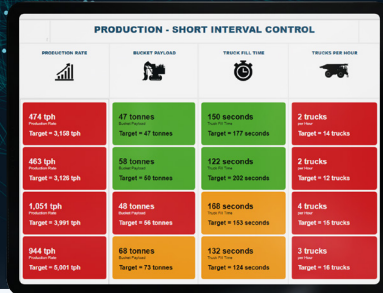 PRODUCTION - SHORT INTERVAL CONTROL
PRODUCTION RATE BUCKET PAYLOAD TRUCK FILL TIME TRUCKS PER HOUR
474 tph 47 tonnes 150 seconds 2 trucks
Production Rate Bucket Payload Truck Fill Time per Hour
Target = 3,158 tph Target = 47 tonnes Target = 177 seconds Target = 14 trucks
463 tph 58 tonnes 122 seconds 2 trucks
Production Rate Bucket Payload Truck Fill Time per Hour
Target = 3,126 tph Target = 50 tonnes Target = 202 seconds Target = 12 trucks
1,051 tph 48 tonnes 168 seconds 4 trucks
Production Rate Bucket Payload Truck Fill Time per Hour
Target = 3,991 tph Target = 56 tonnes Target = 153 seconds Target = 15 trucks
944 tph 68 tonnes 132 seconds 3 trucks
Production Rate Bucket Payload Truck Fill Time per Hour
Target = 5,001 tph Target = 73 tonnes Target = 124 seconds Target = 16 trucks